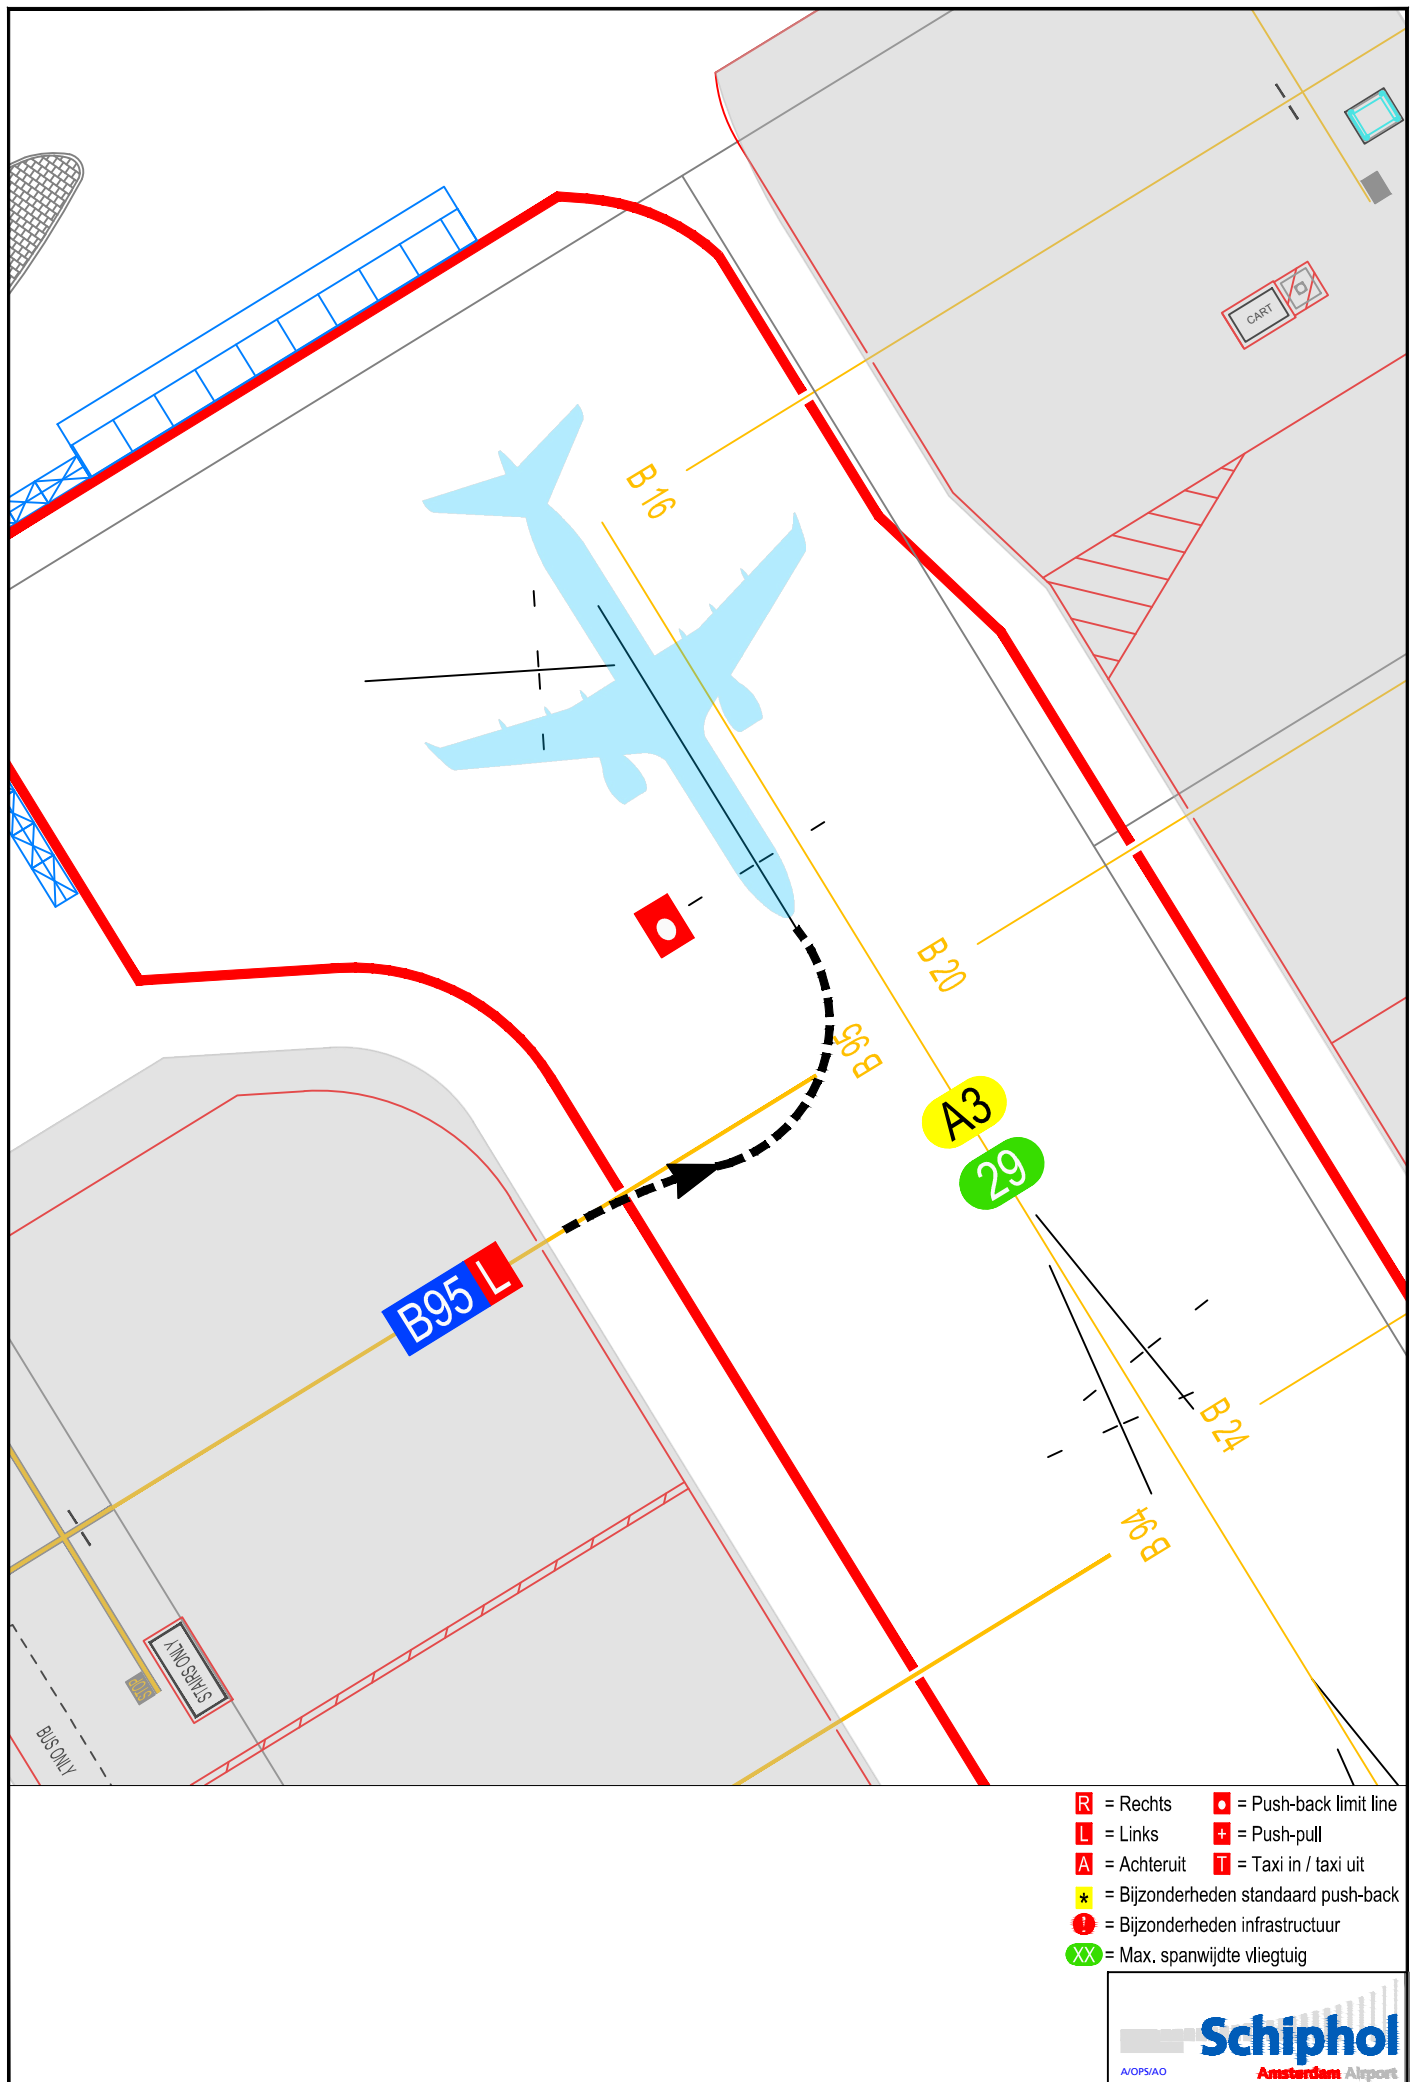 CART
B 16
B 20
B 95
A3
29
B95 L
B 24
B 94
STAIRS ONLY
STOP
BUS ONLY
R = Rechts
= Push-back limit line
L = Links
+ = Push-pull
A = Achteruit
T = Taxi in / taxi uit
* = Bijzonderheden standaard push-back
! = Bijzonderheden infrastructuur
XX = Max. spanwijdte vliegtuig
Schiphol
A/OPS/AO
Amsterdam Airport